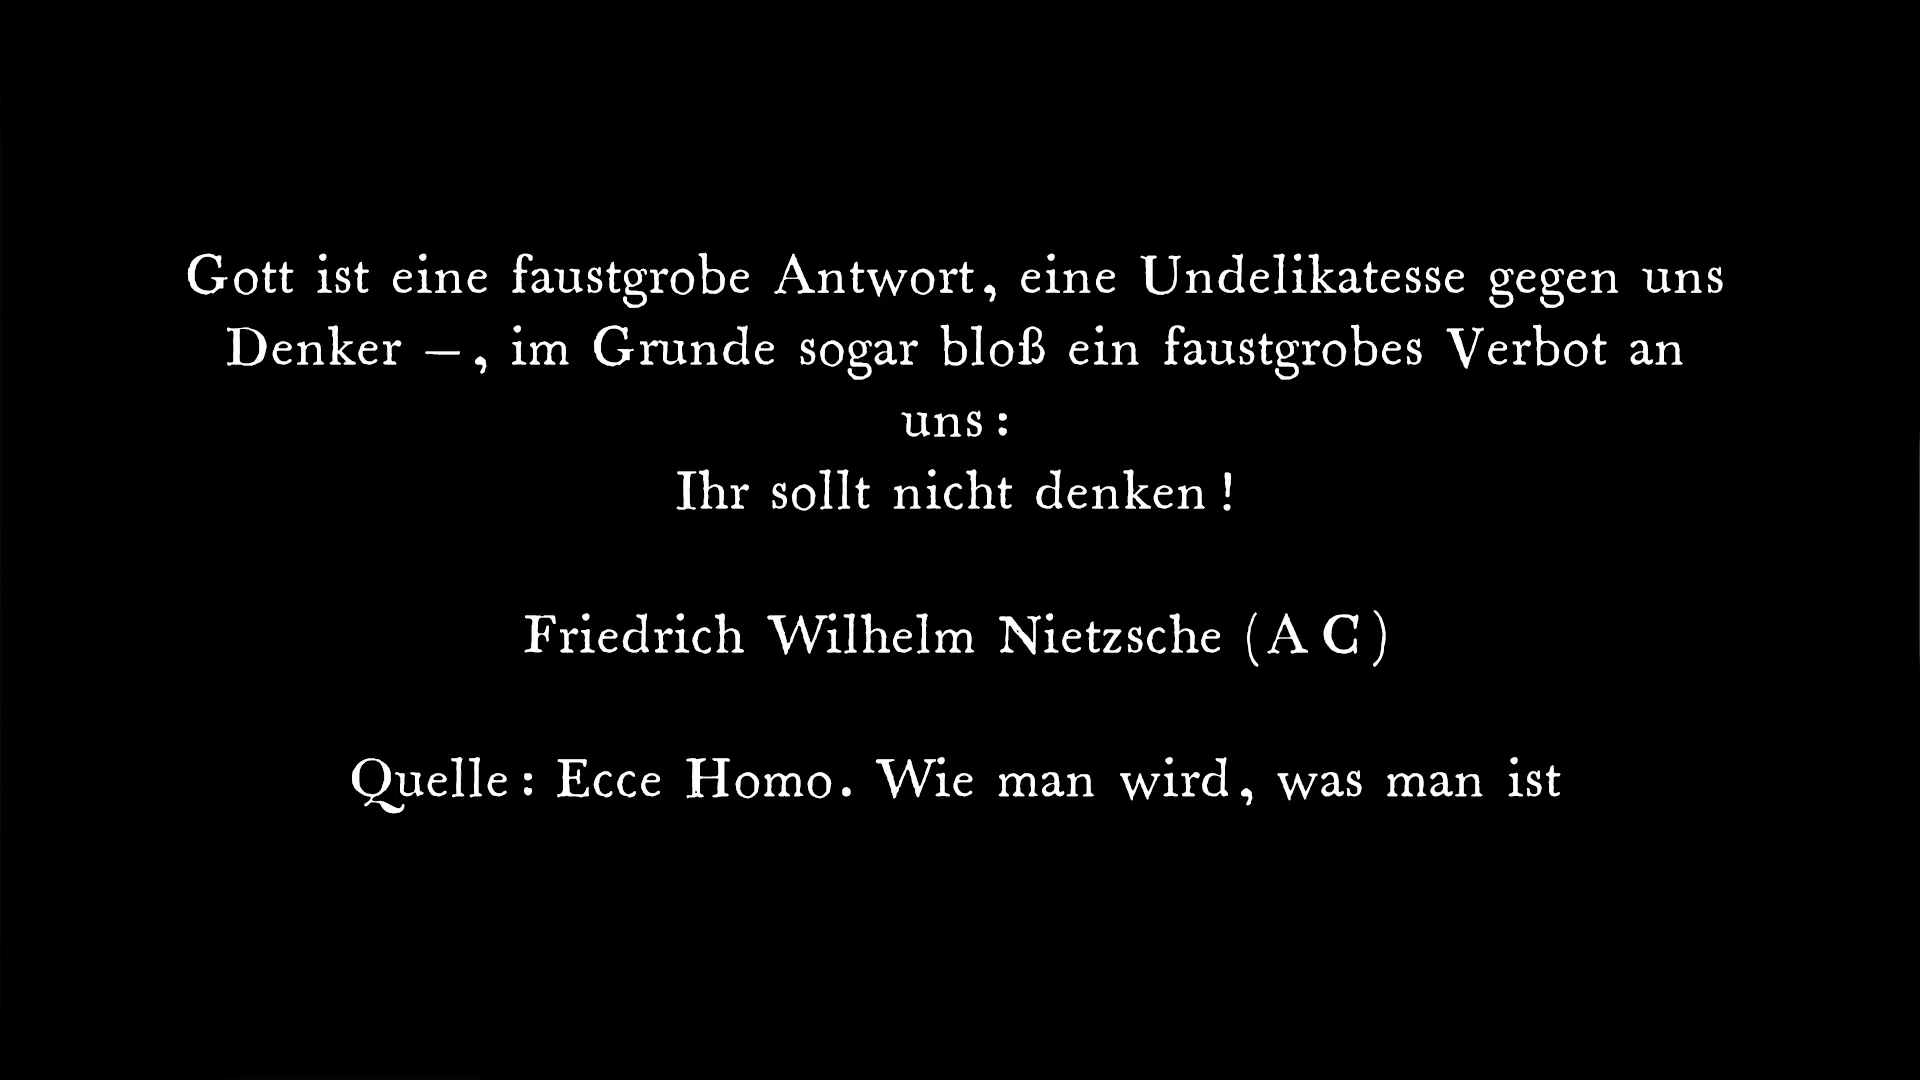 Gott ist eine faustgrobe Antwort, eine Undelikatesse gegen uns
Denker –, im Grunde sogar bloß ein faustgrobes Verbot an
uns:
Ihr sollt nicht denken!
Friedrich Wilhelm Nietzsche (A C)
Quelle: Ecce Homo. Wie man wird, was man ist